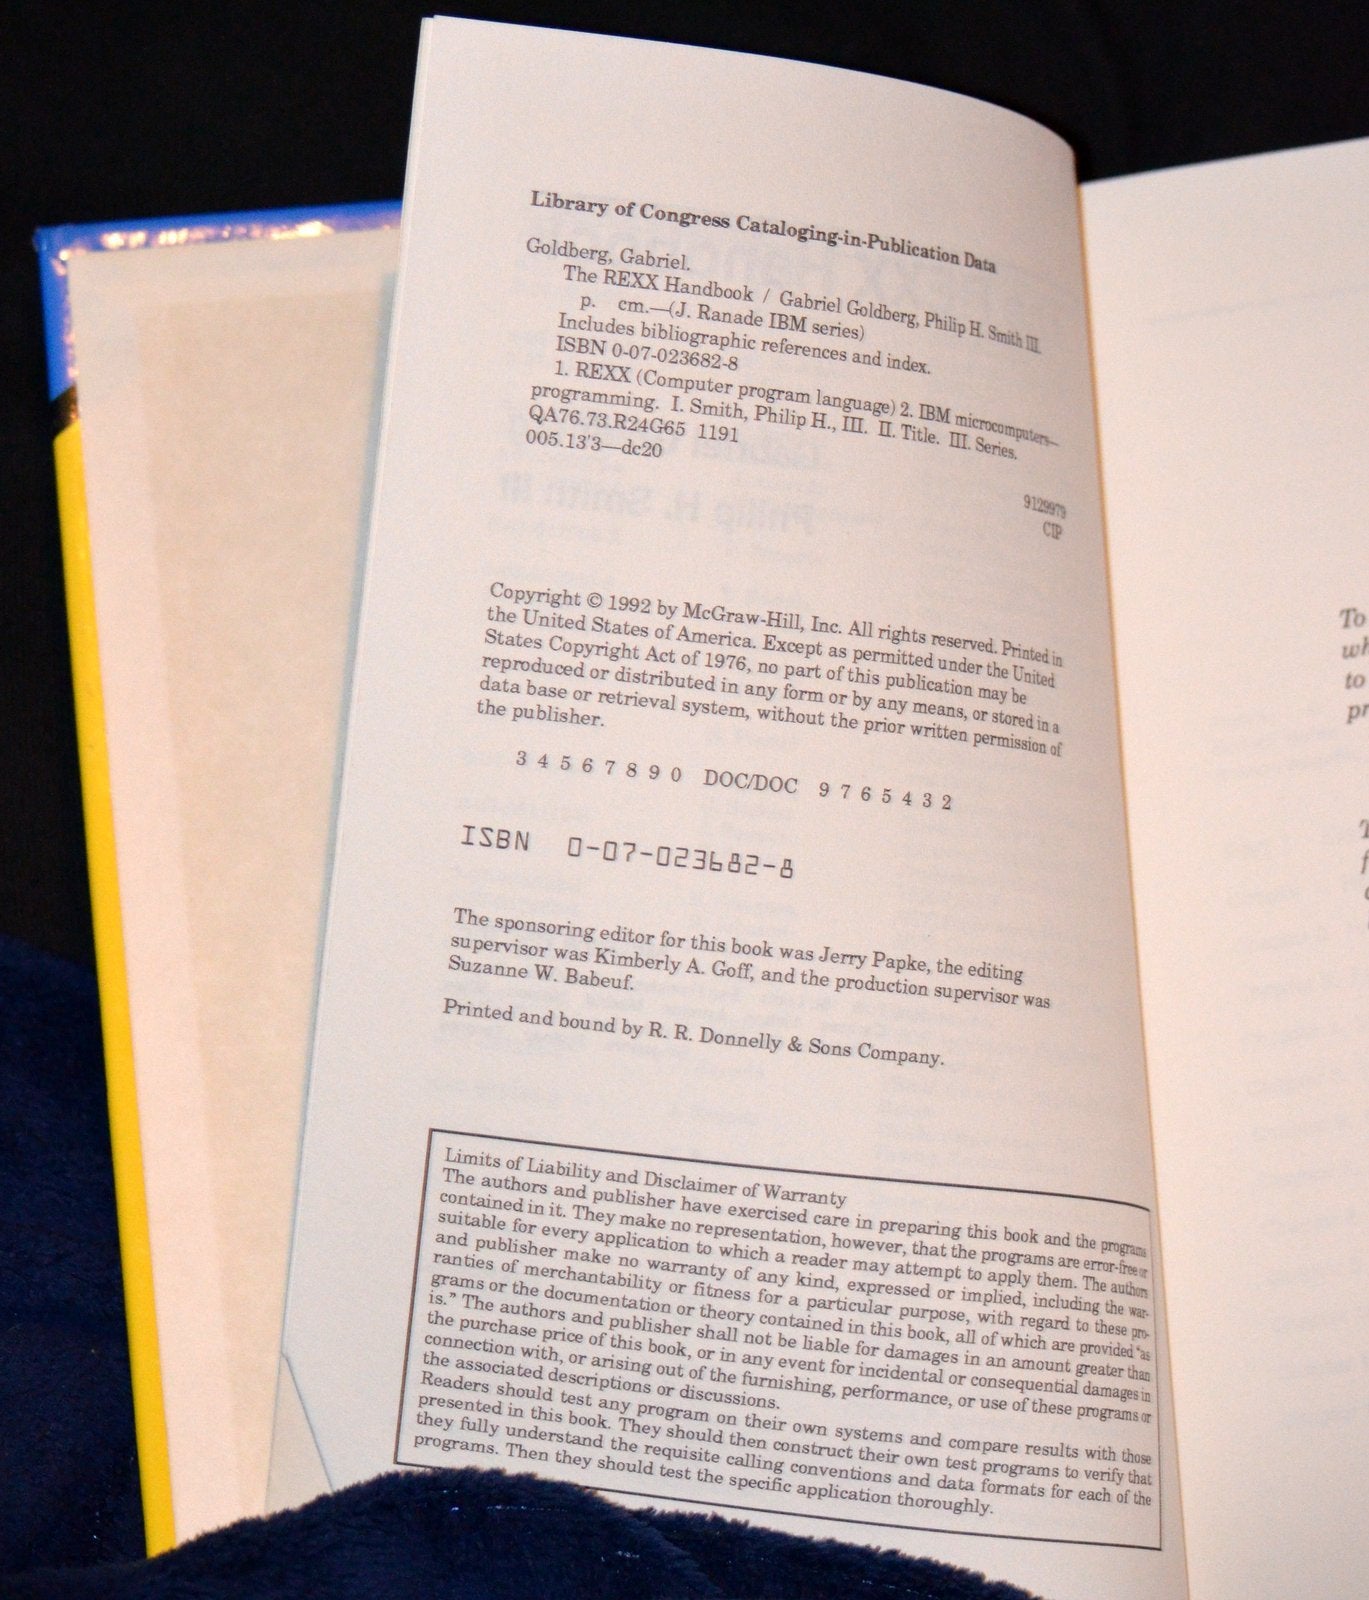 Library of Congress Cataloging-in-Publication Data
Goldberg, Gabriel.
The REXX Handbook / Gabriel Goldberg, Philip H. Smith III.
p. cm.—(J. Ranade IBM series)
Includes bibliographic references and index.
ISBN 0-07-023682-8
1. REXX (Computer program language) 2. IBM microcomputers—
programming. I. Smith, Philip H., III. II. Title. III. Series.
QA76.73.R24G65 1191
005.13'3—dc20
9129979
CIP
Copyright © 1992 by McGraw-Hill, Inc. All rights reserved. Printed in
the United States of America. Except as permitted under the United
States Copyright Act of 1976, no part of this publication may be
reproduced or distributed in any form or by any means, or stored in a
data base or retrieval system, without the prior written permission of
the publisher.
3 4 5 6 7 8 9 0 DOC/DOC 9 7 6 5 4 3 2
ISBN 0-07-023682-8
The sponsoring editor for this book was Jerry Papke, the editing
supervisor was Kimberly A. Goff, and the production supervisor was
Suzanne W. Babeuf.
Printed and bound by R. R. Donnelly & Sons Company.
Limits of Liability and Disclaimer of Warranty
The authors and publisher have exercised care in preparing this book and the programs
contained in it. They make no representation, however, that the programs are error-free or
suitable for every application to which a reader may attempt to apply them. The authors
and publisher make no warranty of any kind, expressed or implied, including the war-
ranties of merchantability or fitness for a particular purpose, with regard to these pro-
grams or the documentation or theory contained in this book, all of which are provided "as
is." The authors and publisher shall not be liable for damages in an amount greater than
the purchase price of this book, or in any event for incidental or consequential damages in
connection with, or arising out of the furnishing, performance, or use of these programs or
the associated descriptions or discussions.
Readers should test any program on their own systems and compare results with those
presented in this book. They should then construct their own test programs to verify that
they fully understand the requisite calling conventions and data formats for each of the
programs. Then they should test the specific application thoroughly.
To
wh
to
pr